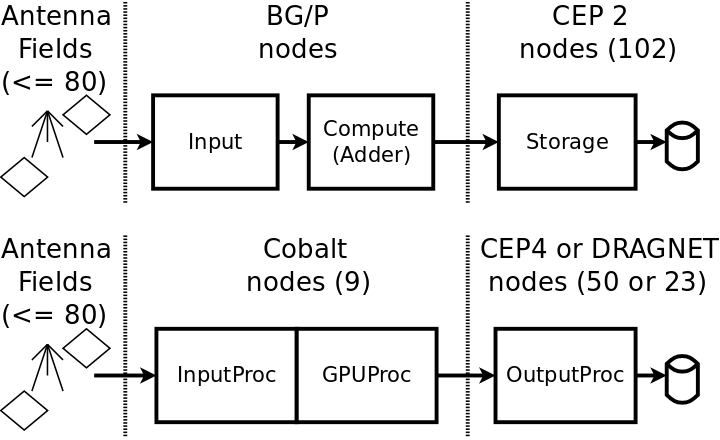 Antenna
Fields
(<= 80)
BG/P
nodes
CEP 2
nodes (102)
Input
Compute
(Adder)
Storage
Antenna
Fields
(<= 80)
Cobalt
nodes (9)
CEP4 or DRAGNET
nodes (50 or 23)
InputProc
GPUProc
OutputProc